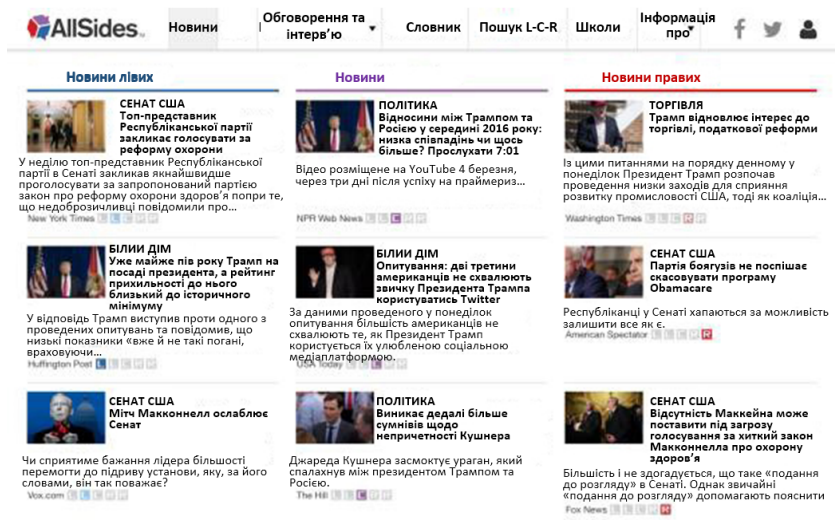 AllSides
Новини
Обговорення та
інтерв’ю
Словник
Пошук L-C-R
Школи
Інформація
про
Новини лівих
СЕНАТ США
Топ-представник
Республіканської партії
закликає голосувати за
реформу охорони
У неділю топ-представник Республіканської
партії в Сенаті закликав якнайшвидше
проголосувати за запропонований партією
закон про реформу охорони здоров’я попри те,
що недоброзичливці повідомили про...
New York Times
БІЛИЙ ДІМ
Уже майже пів року Трамп на
посаді президента, а рейтинг
прихильності до нього
близький до історичного
мінімуму
У відповідь Трамп виступив проти одного з
проведених опитувань та повідомив, що
низькі показники «вже й не такі погані,
враховуючи...
Huffington Post L
СЕНАТ США
Мітч Макконнелл ослаблює
Сенат
Чи сприятиме бажання лідера більшості
перемогти до підриву установи, яку, за його
словами, він так поважає?
Vox.com
Новини
ПОЛІТИКА
Відносини між Трампом та
Росією у середині 2016 року:
низка співпадінь чи щось
більше? Прослухати 7:01
Відео розміщене на YouTube 4 березня,
через три дні після успіху на праймериз...
NPR Web News C
БІЛИЙ ДІМ
Опитування: дві третини
американців не схвалюють
звичку Президента Трампа
користуватись Twitter
За даними проведеного у понеділок
опитування більшість американців не
схвалюють те, як Президент Трамп
користується їх улюбленою соціальною
медіаплатформою.
USA Today C
ПОЛІТИКА
Виникає дедалі більше
сумнівів щодо
непричетності Кушнера
Джареда Кушнера засмоктує ураган, який
спалахнув між президентом Трампом та
Росією.
The Hill C
Новини правих
ТОРГІВЛЯ
Трамп відновлює інтерес до
торгівлі, податкової реформи
Із цими питаннями на порядку денному у
понеділок Президент Трамп розпочав
проведення низки заходів для сприяння
розвитку промисловості США, тоді як коаліція...
Washington Times R
СЕНАТ США
Партія боягузів не поспішає
скасовувати програму
Obamacare
Республіканці у Сенаті хапаються за можливість
залишити все як є.
American Spectator R
СЕНАТ США
Відсутність Маккейна може
поставити під загрозу
голосування за хиткий закон
Макконнелла про охорону
здоров’я
Більшість і не здогадується, що таке «подання
до розгляду» в Сенаті. Однак звичайні
«подання до розгляду» допомагають пояснити
Fox News R